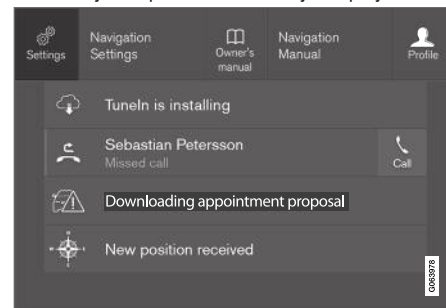 Settings
Navigation
Settings
Owner's
manual
Navigation
Manual
Profile
TuneIn is installing
Sebastian Petersson
Missed call
Call
Downloading appointment proposal
New position received
G063978